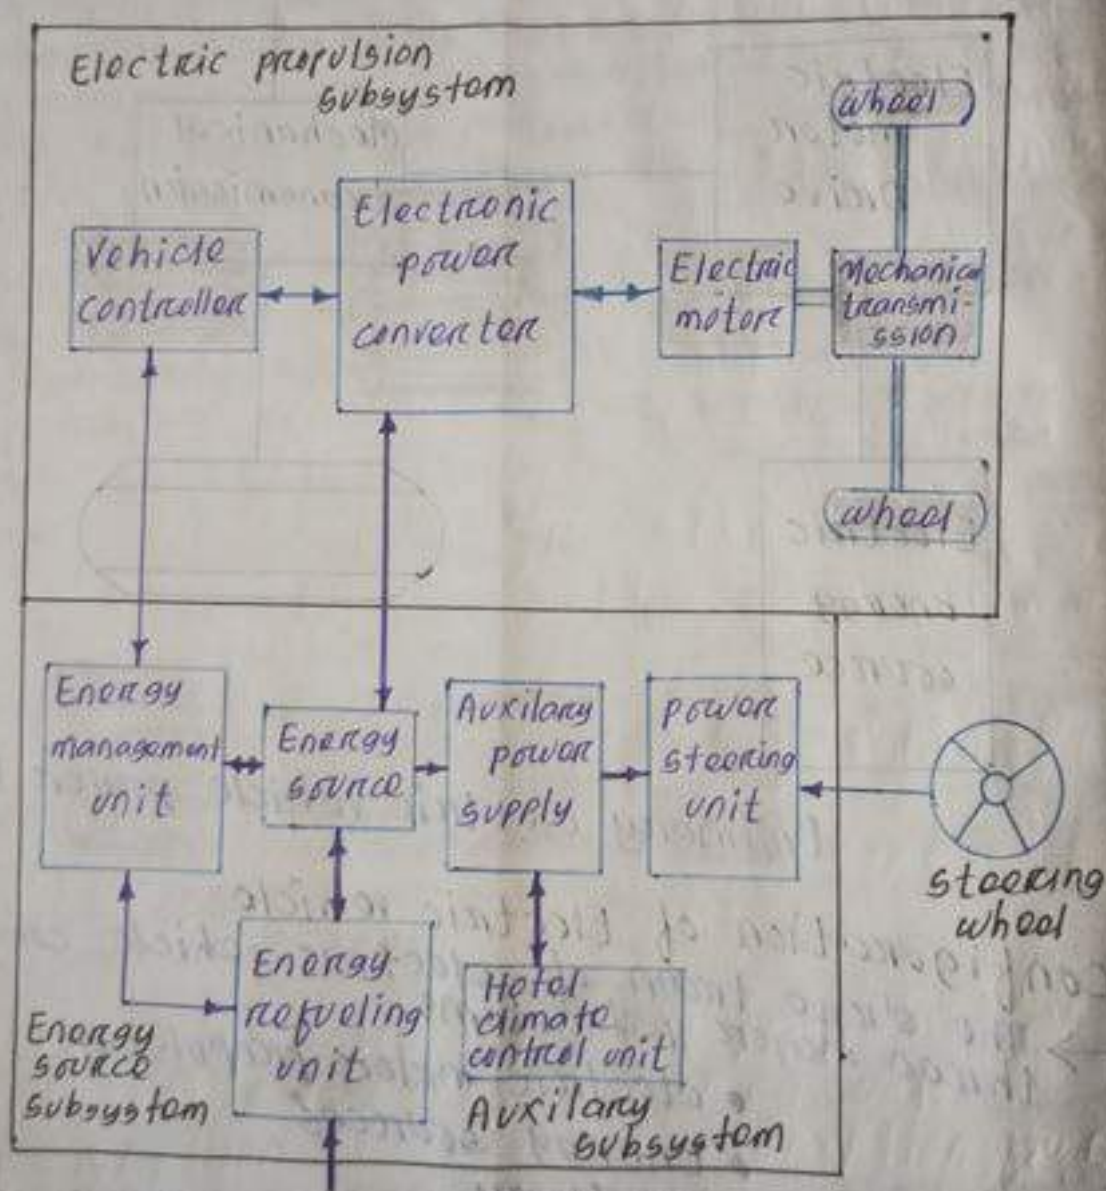 Electric propulsion
subsystem
wheel
Vehicle
controller
Electronic
power
converter
Electric
motor
Mechanical
transmi-
ssion
wheel
Energy
management
unit
Energy
source
Auxilary
power
supply
power
steering
unit
steering
wheel
Energy
refueling
unit
Hotel
climate
control unit
Energy
source
subsystem
Auxilary
subsystem